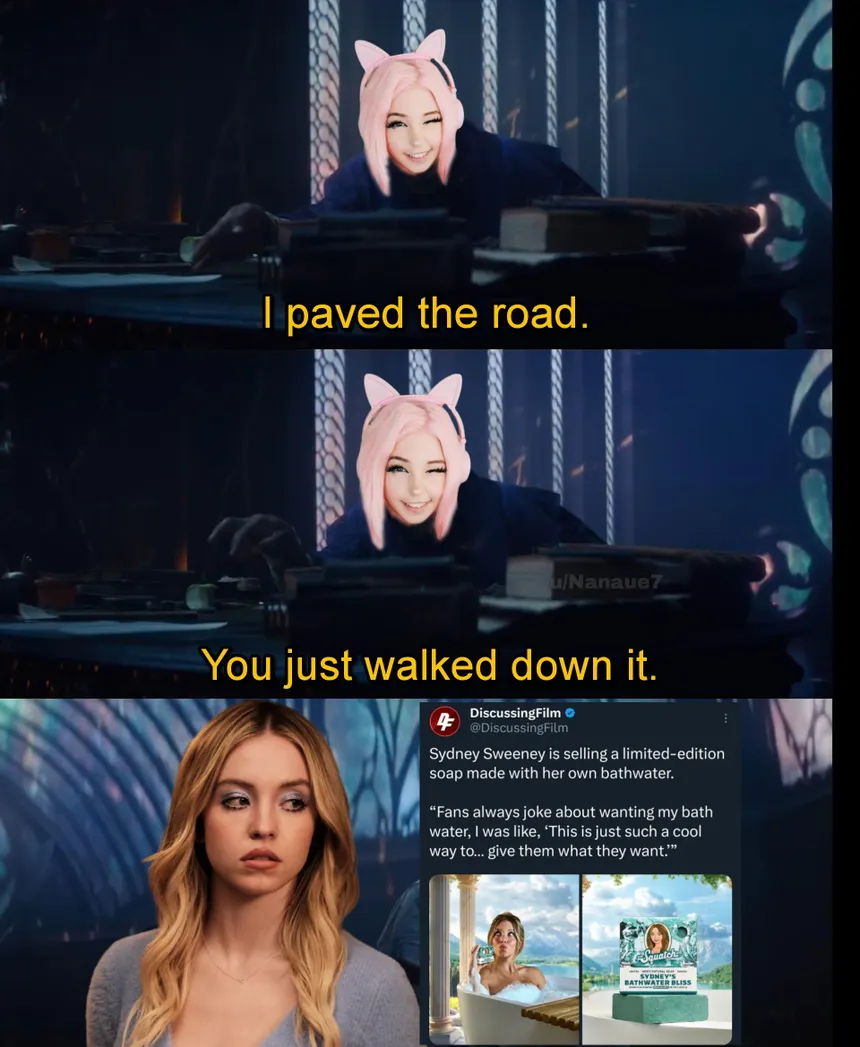 I paved the road.
u/Nanaue7
You just walked down it.
DiscussingFilm
@DiscussingFilm
Sydney Sweeney is selling a limited-edition
soap made with her own bathwater.
“Fans always joke about wanting my bath
water, I was like, ‘This is just such a cool
way to... give them what they want.’”
Squatch
SYDNEY'S
BATHWATER BLISS